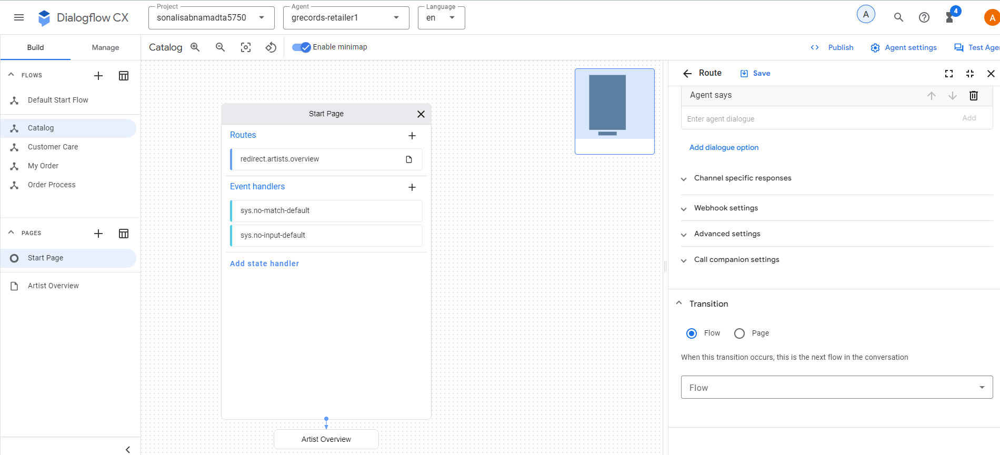 Project
Agent
Language
Dialogflow CX
sonalisabnamadta5750
grecords-retailer1
en
A
4
A
Build
Manage
Catalog
Enable minimap
Publish
Agent settings
Test Age
FLOWS
Default Start Flow
Catalog
Customer Care
My Order
Order Process
PAGES
Start Page
Artist Overview
Start Page
Routes
redirect.artists.overview
Event handlers
sys.no-match-default
sys.no-input-default
Add state handler
Artist Overview
Route
Save
Agent says
Enter agent dialogue
Add
Add dialogue option
Channel specific responses
Webhook settings
Advanced settings
Call companion settings
Transition
Flow
Page
When this transition occurs, this is the next flow in the conversation
Flow